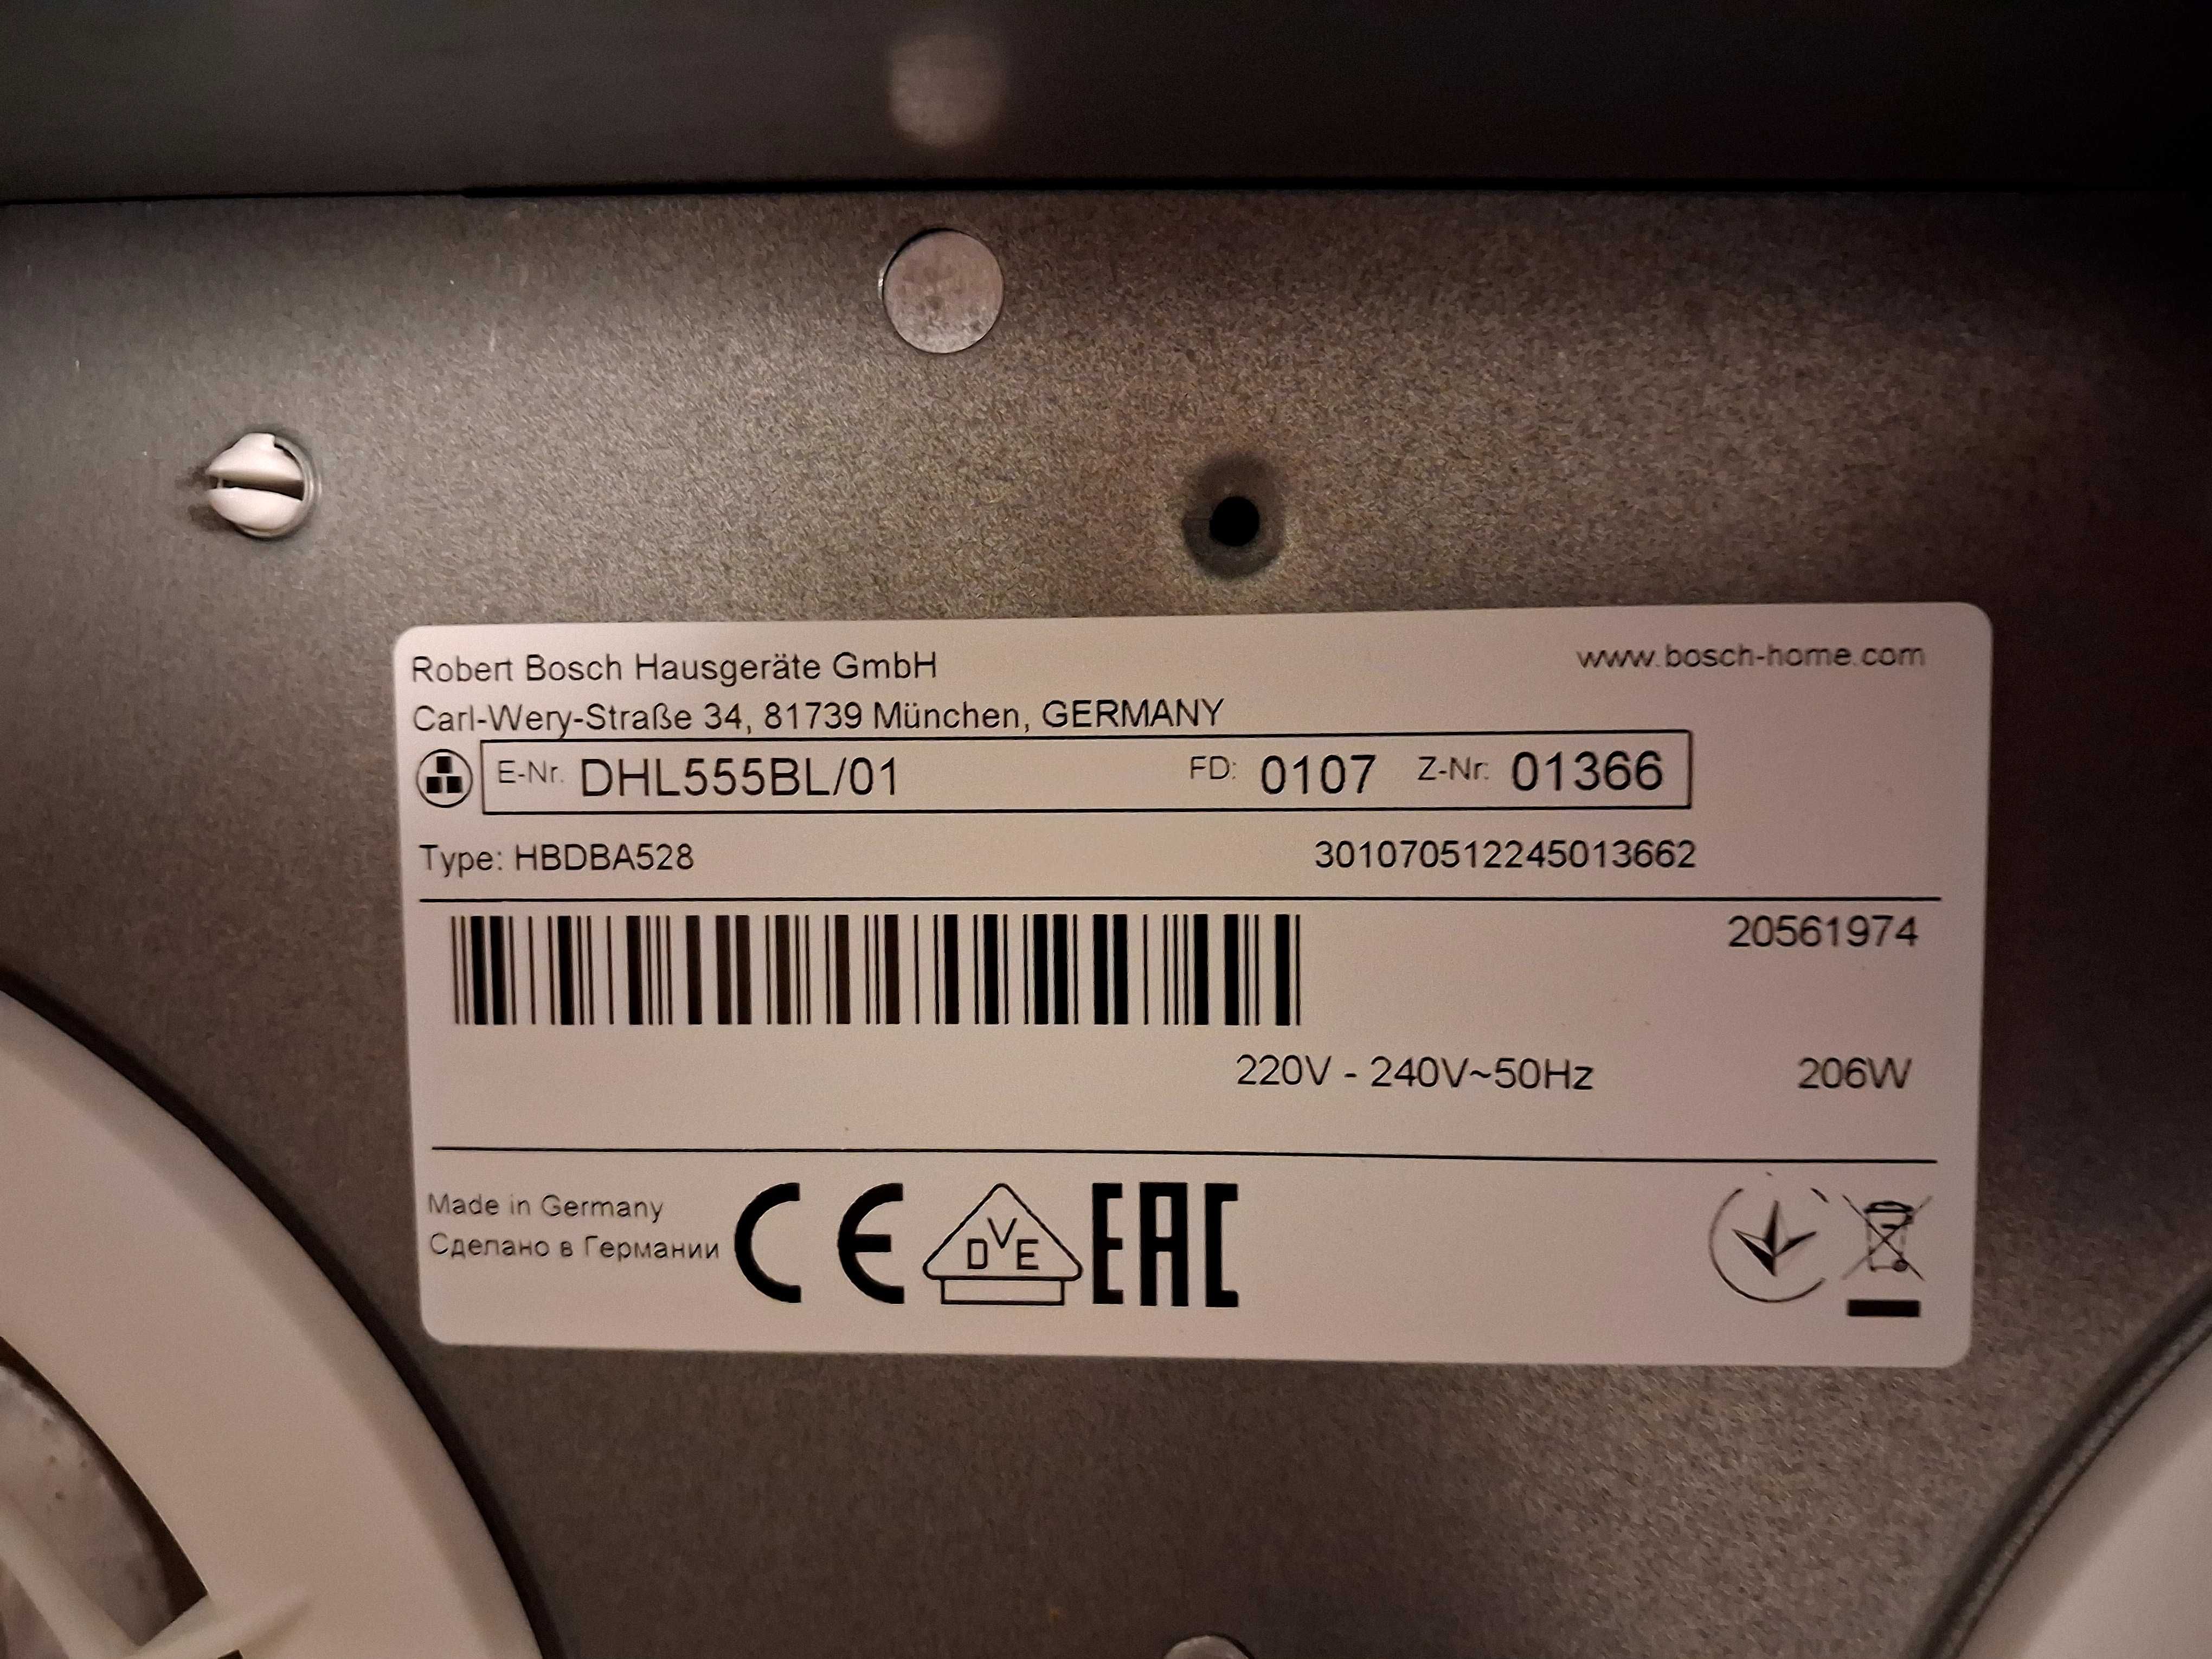 Robert Bosch Hausgeräte GmbH
www.bosch-home.com
Carl-Wery-Straße 34, 81739 München, GERMANY
E-Nr. DHL555BL/01 FD: 0107 Z-Nr: 01366
Type: HBDBA528 301070512245013662
20561974
220V - 240V~50Hz 206W
Made in Germany
Сделано в Германии
CE DVE EAC